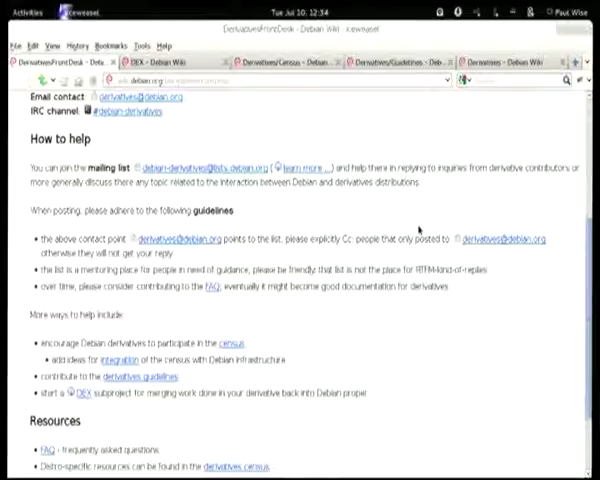 Activities Iceweasel Tue Jul 10, 12:34 Paul Wise
DerivativesFrontDesk - Debian Wiki - Iceweasel
File Edit View History Bookmarks Tools Help
DerivativesFrontDesk - Deb... DEX - Debian Wiki Derivatives/Census - Debian... Derivatives/Guidelines - Deb... Derivatives - Debian Wiki
debian.org
Email contact: derivatives@debian.org
IRC channel: #debian-derivatives
How to help
You can join the mailing list debian-derivatives@lists.debian.org ( learn more ...) and help there in replying to inquiries from derivative contributors, or
more generally discuss there any topic related to the interaction between Debian and derivatives distributions.
When posting, please adhere to the following guidelines
• the above contact point derivatives@debian.org points to the list, please explicitly Cc: people that only posted to derivatives@debian.org
otherwise they will not get your reply
• the list is a mentoring place for people in need of guidance, please be friendly; that list is not the place for RTFM-kind-of-replies
• over time, please consider contributing to the FAQ; eventually it might become good documentation for derivatives
More ways to help include:
• encourage Debian derivatives to participate in the census
• add ideas for integration of the census with Debian infrastructure
• contribute to the derivatives guidelines
• start a DEX subproject for merging work done in your derivative back into Debian proper
Resources
• FAQ - frequently asked questions.
• Distro-specific resources can be found in the derivatives census.